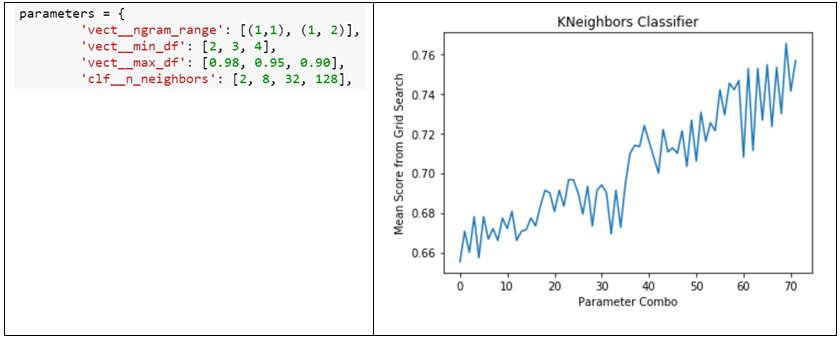 parameters = {
'vect__ngram_range': [(1,1), (1, 2)],
'vect__min_df': [2, 3, 4],
'vect__max_df': [0.98, 0.95, 0.90],
'clf__n_neighbors': [2, 8, 32, 128],
KNeighbors Classifier
Mean Score from Grid Search
0.76
0.74
0.72
0.70
0.68
0.66
0 10 20 30 40 50 60 70
Parameter Combo